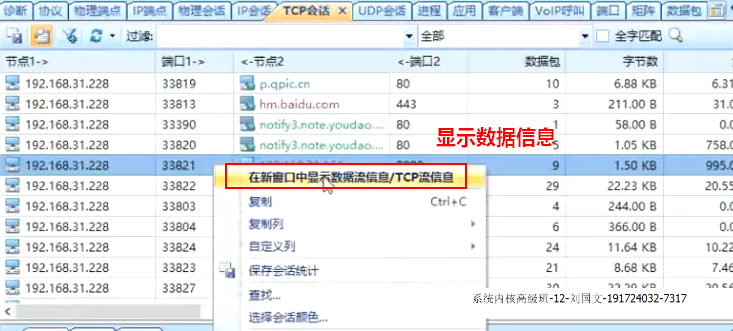 诊断 协议 物理端点 IP端点 物理会话 IP会话 TCP会话 UDP会话 进程 应用 客户端 VoIP呼叫 端口 矩阵 数据包
过滤: 全部 全字匹配
节点1-> 端口1-> <-节点2 <-端口2 数据包 字节数
192.168.31.228 33819 p.qpic.cn 80 10 6.88 KB 6.31
192.168.31.228 33813 hm.baidu.com 443 3 211.00 B 31.0
192.168.31.228 33390 notify3.note.youdao.... 80 1 58.00 B 0.0
192.168.31.228 33820 notify3.note.youdao.... 80 5 1.05 KB 758.0
显示数据信息
192.168.31.228 33821 9 1.50 KB 995.0
在新窗口中显示数据流信息/TCP流信息
192.168.31.228 33822 29 22.23 KB 20.55
192.168.31.228 33803 复制 Ctrl+C 4 244.00 B 0.0
192.168.31.228 33804 复制列 6 366.00 B 0.0
192.168.31.228 33824 自定义列 24 11.64 KB 10.22
192.168.31.228 33823 保存会话统计 21 8.68 KB 7.46
192.168.31.228 33827 查找...
系统内核高级班-12-刘国文-191724032-7317
选择会话颜色...